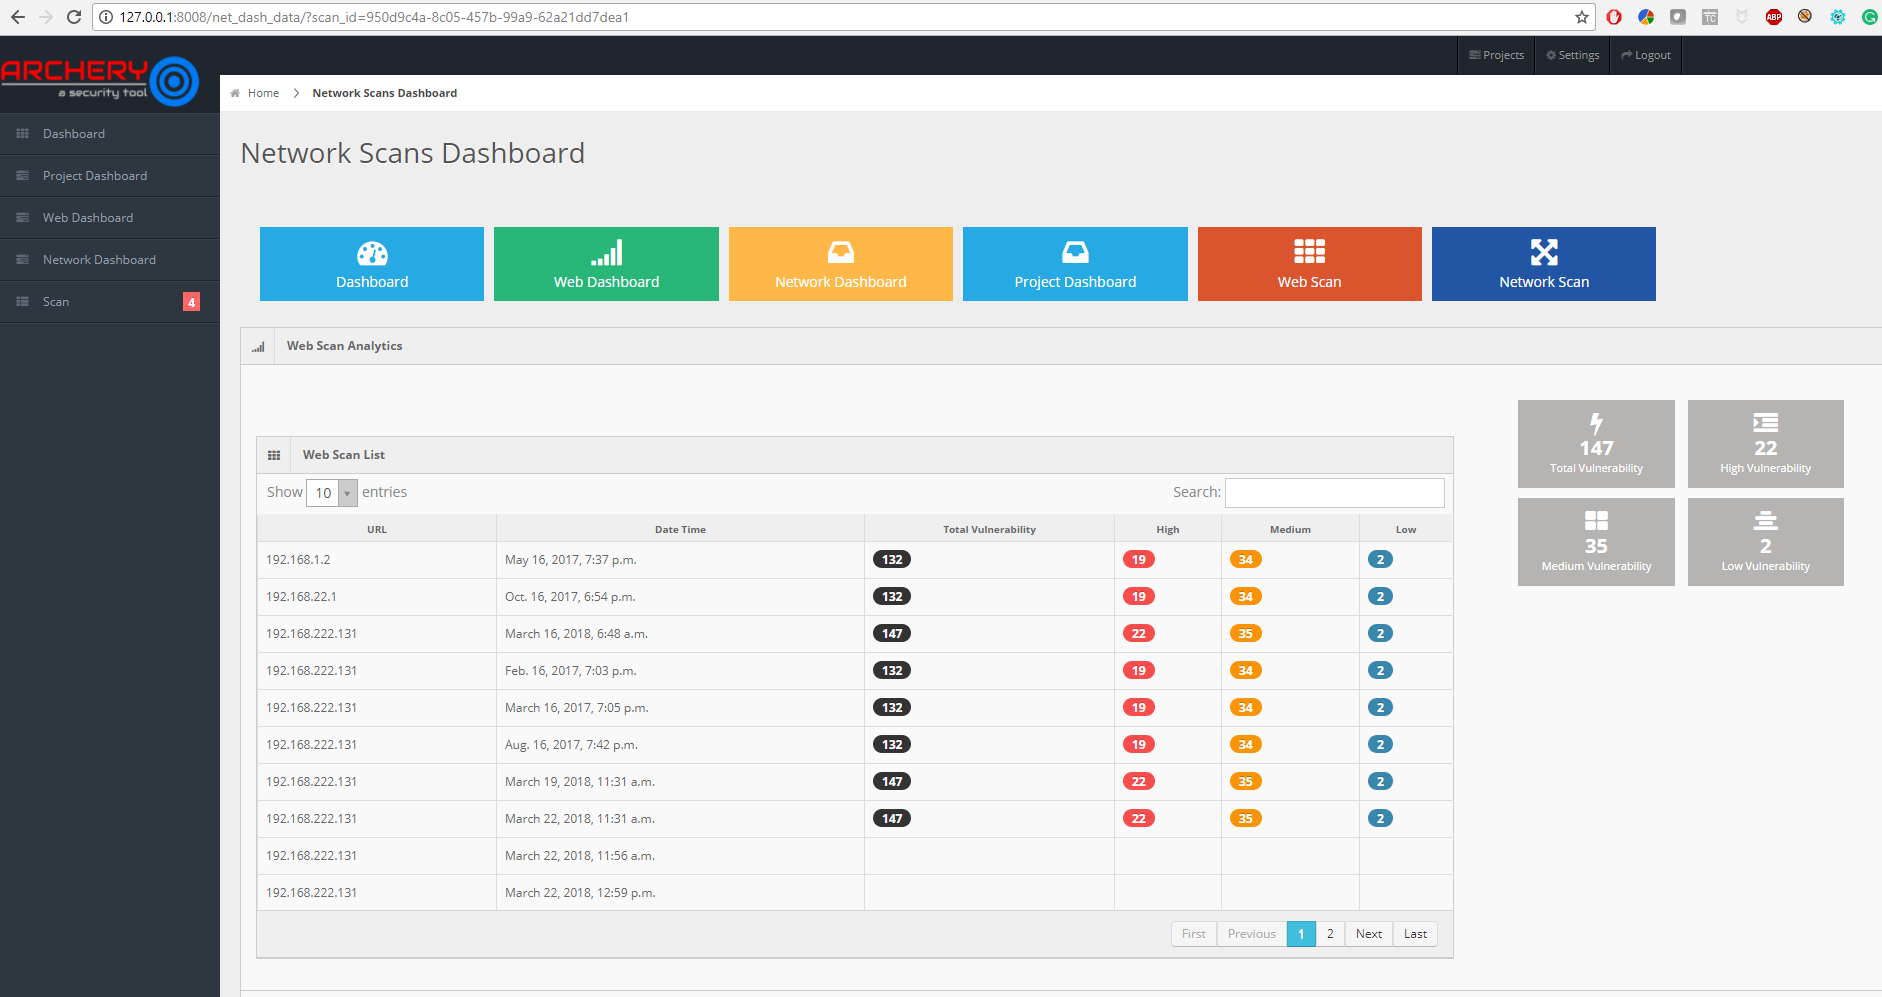 127.0.0.1:8008/net_dash_data/?scan_id=950d9c4a-8c05-457b-99a9-62a21dd7dea1
TC
ABP
Projects Settings Logout
ARCHERY
a security tool
Home > Network Scans Dashboard
Dashboard
Project Dashboard
Web Dashboard
Network Dashboard
Scan 4
Network Scans Dashboard
Dashboard Web Dashboard Network Dashboard Project Dashboard Web Scan Network Scan
Web Scan Analytics
147
Total Vulnerability
22
High Vulnerability
35
Medium Vulnerability
2
Low Vulnerability
Web Scan List
Show 10 entries Search:
URL Date Time Total Vulnerability High Medium Low
192.168.1.2 May 16, 2017, 7:37 p.m. 132 19 34 2
192.168.22.1 Oct. 16, 2017, 6:54 p.m. 132 19 34 2
192.168.222.131 March 16, 2018, 6:48 a.m. 147 22 35 2
192.168.222.131 Feb. 16, 2017, 7:03 p.m. 132 19 34 2
192.168.222.131 March 16, 2017, 7:05 p.m. 132 19 34 2
192.168.222.131 Aug. 16, 2017, 7:42 p.m. 132 19 34 2
192.168.222.131 March 19, 2018, 11:31 a.m. 147 22 35 2
192.168.222.131 March 22, 2018, 11:31 a.m. 147 22 35 2
192.168.222.131 March 22, 2018, 11:56 a.m.
192.168.222.131 March 22, 2018, 12:59 p.m.
First Previous 1 2 Next Last